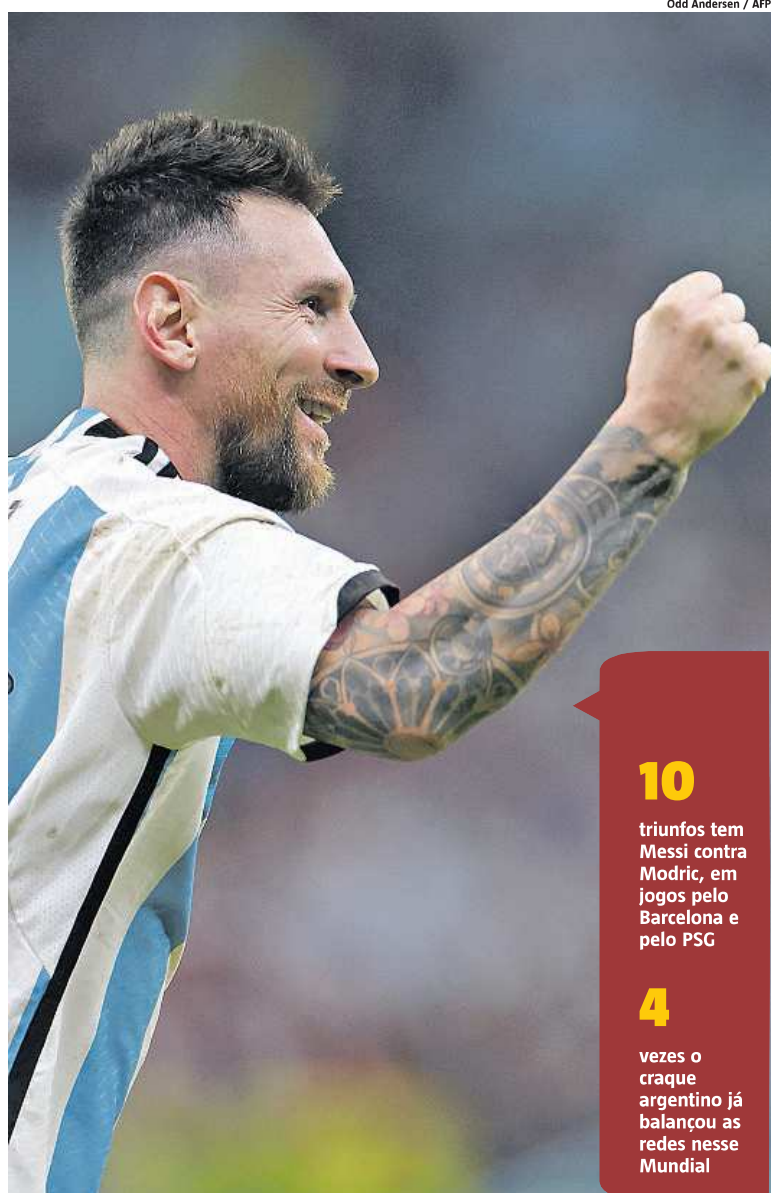 Odd Andersen / AFP
10
triunfos tem
Messi contra
Modric, em
jogos pelo
Barcelona e
pelo PSG
4
vezes o
craque
argentino já
balançou as
redes nesse
Mundial